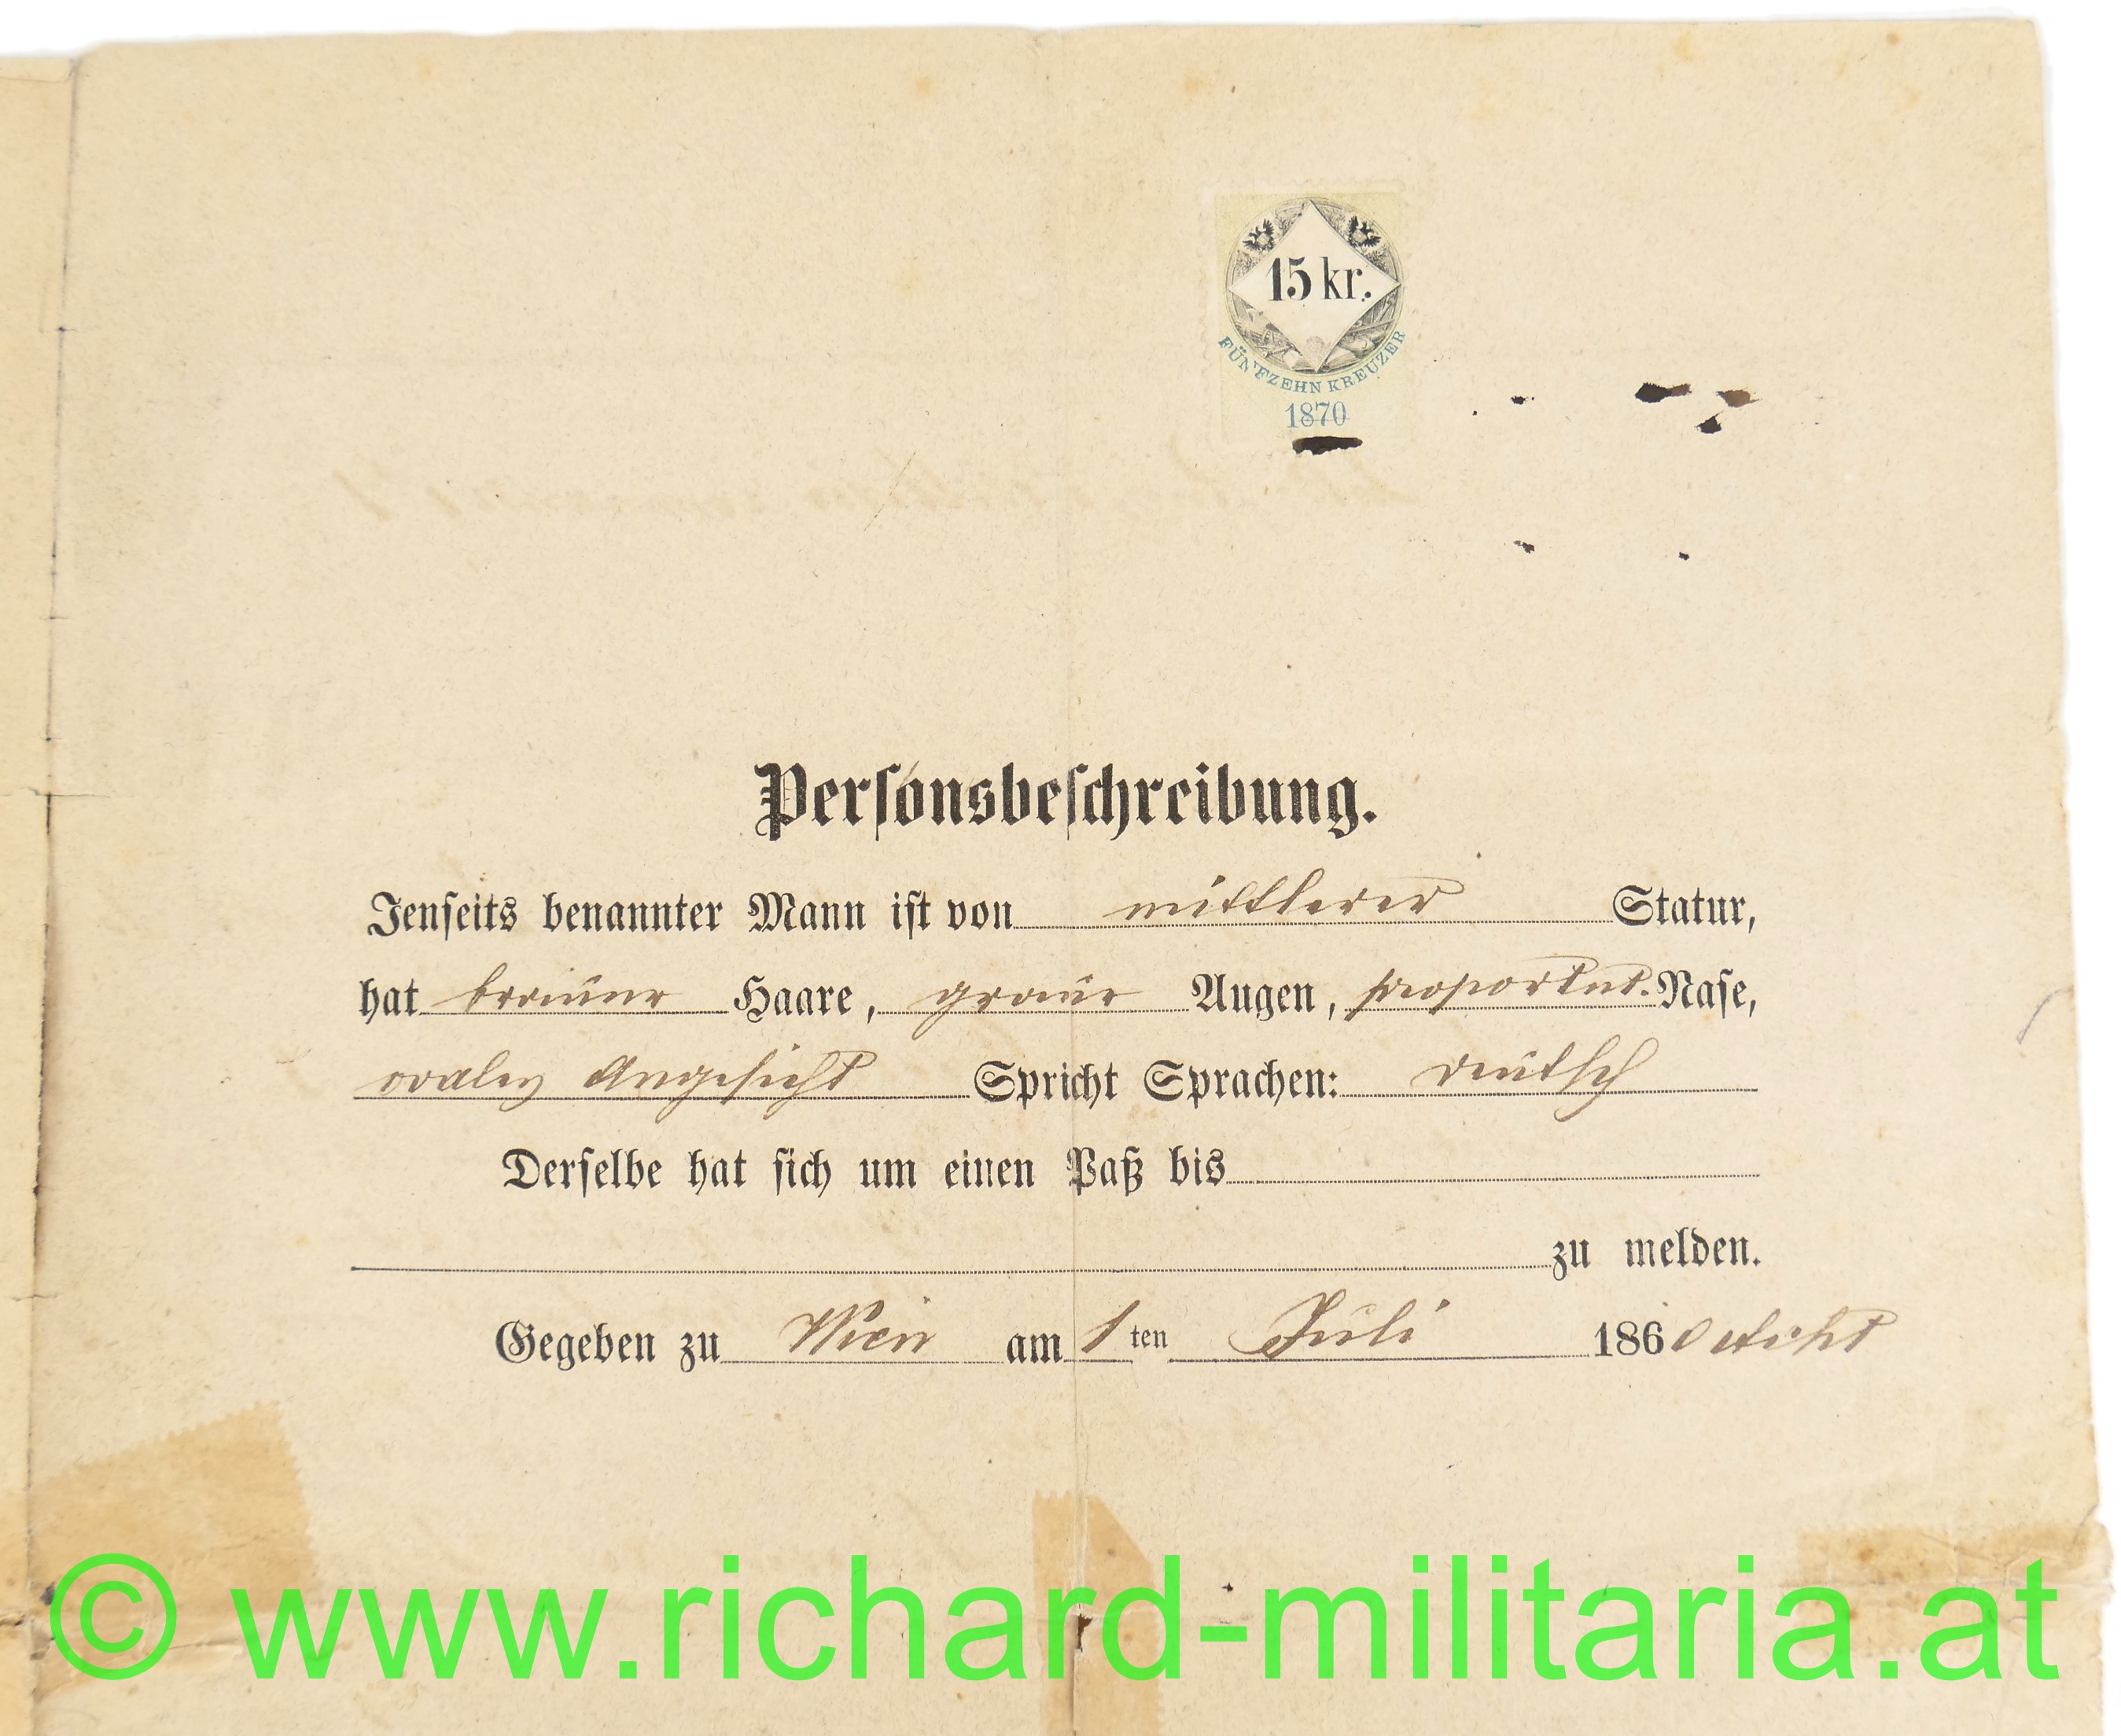 15 kr.
FÜNFZEHN KREUZER
1870
Personsbeschreibung.
Jenseits benannter Mann ist von mittlerer Statur,
hat braune Haare, graue Augen, proportnt. Nase,
ovales Angesicht Spricht Sprachen: deutsch
Derselbe hat sich um einen Paß bis
zu melden.
Gegeben zu Wien am 1ten Juli 186 acht
© www.richard-militaria.at